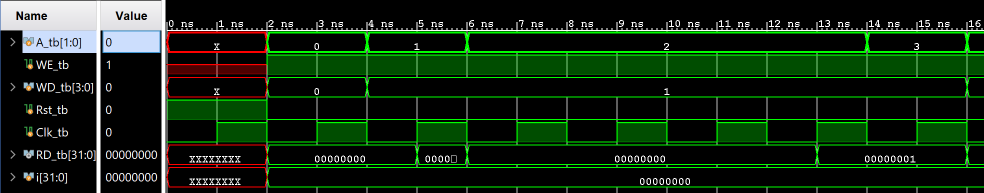 Name Value 0 ns 1 ns 2 ns 3 ns 4 ns 5 ns 6 ns 7 ns 8 ns 9 ns 10 ns 11 ns 12 ns 13 ns 14 ns 15 ns 16
A_tb[1:0] 0 X 0 1 2 3
WE_tb 1
WD_tb[3:0] 0 X 0 1
Rst_tb 0
Clk_tb 0
RD_tb[31:0] 00000000 XXXXXXXX 00000000 0000 00000000 00000001
i[31:0] 00000000 XXXXXXXX 00000000